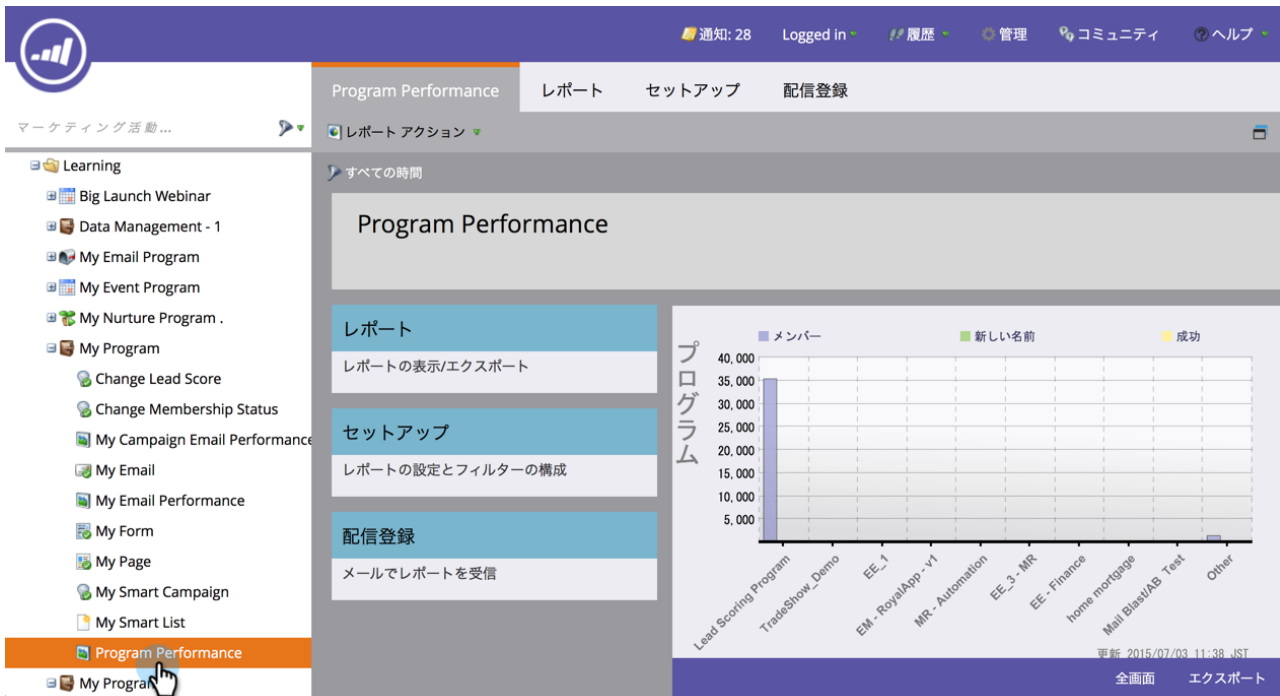 通知: 28 Logged in 履歴 管理 コミュニティ ヘルプ
Program Performance レポート セットアップ 配信登録
マーケティング活動...
レポート アクション
Learning
Big Launch Webinar
Data Management - 1
My Email Program
My Event Program
My Nurture Program .
My Program
Change Lead Score
Change Membership Status
My Campaign Email Performance
My Email
My Email Performance
My Form
My Page
My Smart Campaign
My Smart List
Program Performance
My Progra
すべての時間
Program Performance
レポート
レポートの表示/エクスポート
セットアップ
レポートの設定とフィルターの構成
配信登録
メールでレポートを受信
メンバー 新しい名前 成功
プログラム
40,000
35,000
30,000
25,000
20,000
15,000
10,000
5,000
Lead Scoring Program
TradeShow_Demo
EE_1
EM - RoyalApp - v1
MR - Automation
EE_3 - MR
EE - Finance
home mortgage
Mail Blast/AB Test
Other
更新 2015/07/03 11:38 JST
全画面 エクスポート